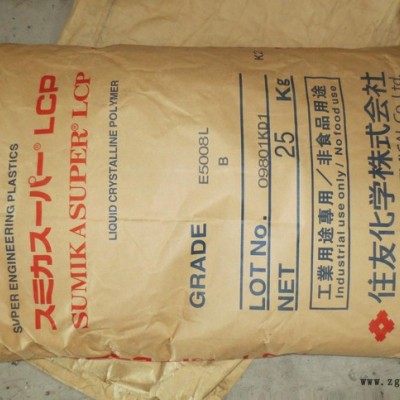 SUPER ENGINEERING PLASTICS
スミカスーパー® LCP
SUMIKASUPER® LCP
LIQUID CRYSTALLINE POLYMER
GRADE E5008L
B
LOT No. 09801KD1
NET 25 Kg
工業用途專用/非食品用途
Industrial use only / No food use
住友化学株式会社